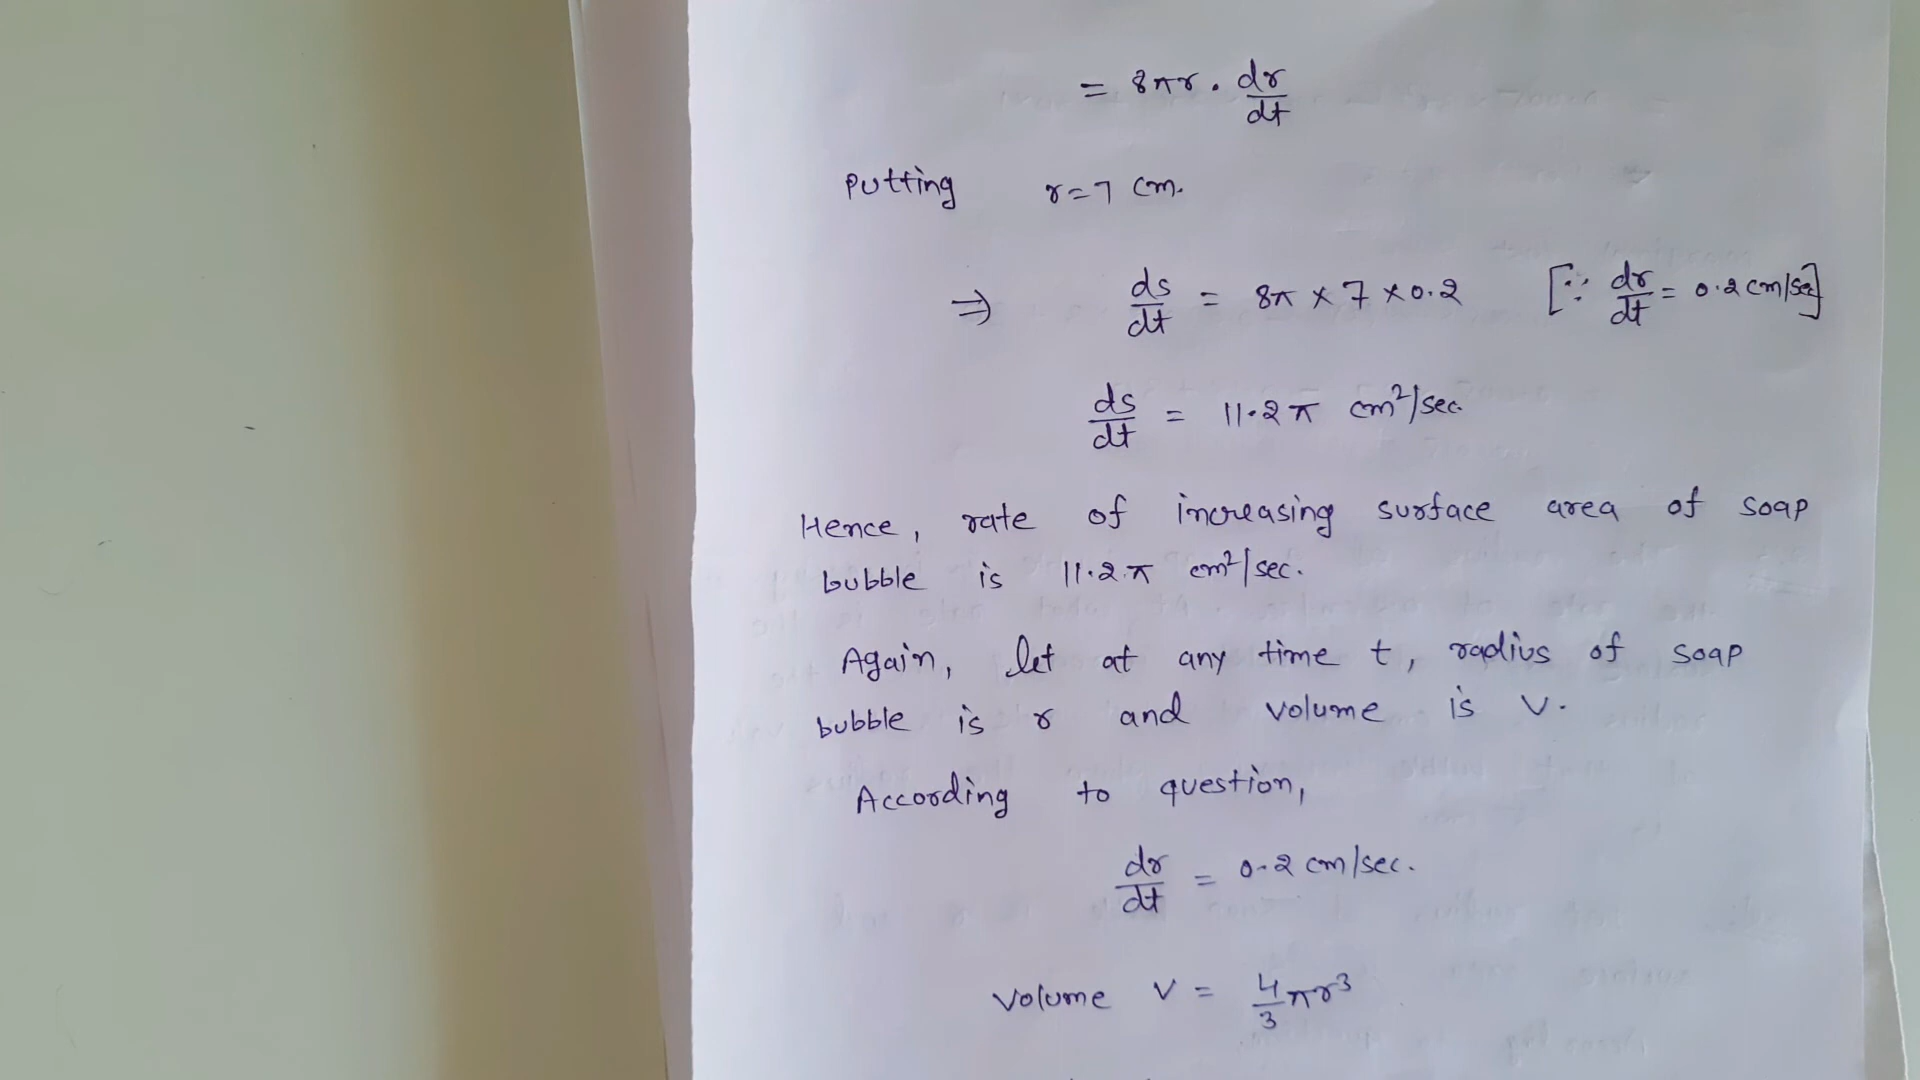 = 8πr . dr/dt
Putting r=7 cm.
⇒ ds/dt = 8π × 7 × 0.2 [∵ dr/dt = 0.2 cm/sec]
ds/dt = 11.2π cm²/sec.
Hence, rate of increasing surface area of soap
bubble is 11.2.π cm²/sec.
Again, let at any time t, radius of soap
bubble is r and volume is V.
According to question,
dr/dt = 0.2 cm/sec.
Volume V = 4/3 πr³